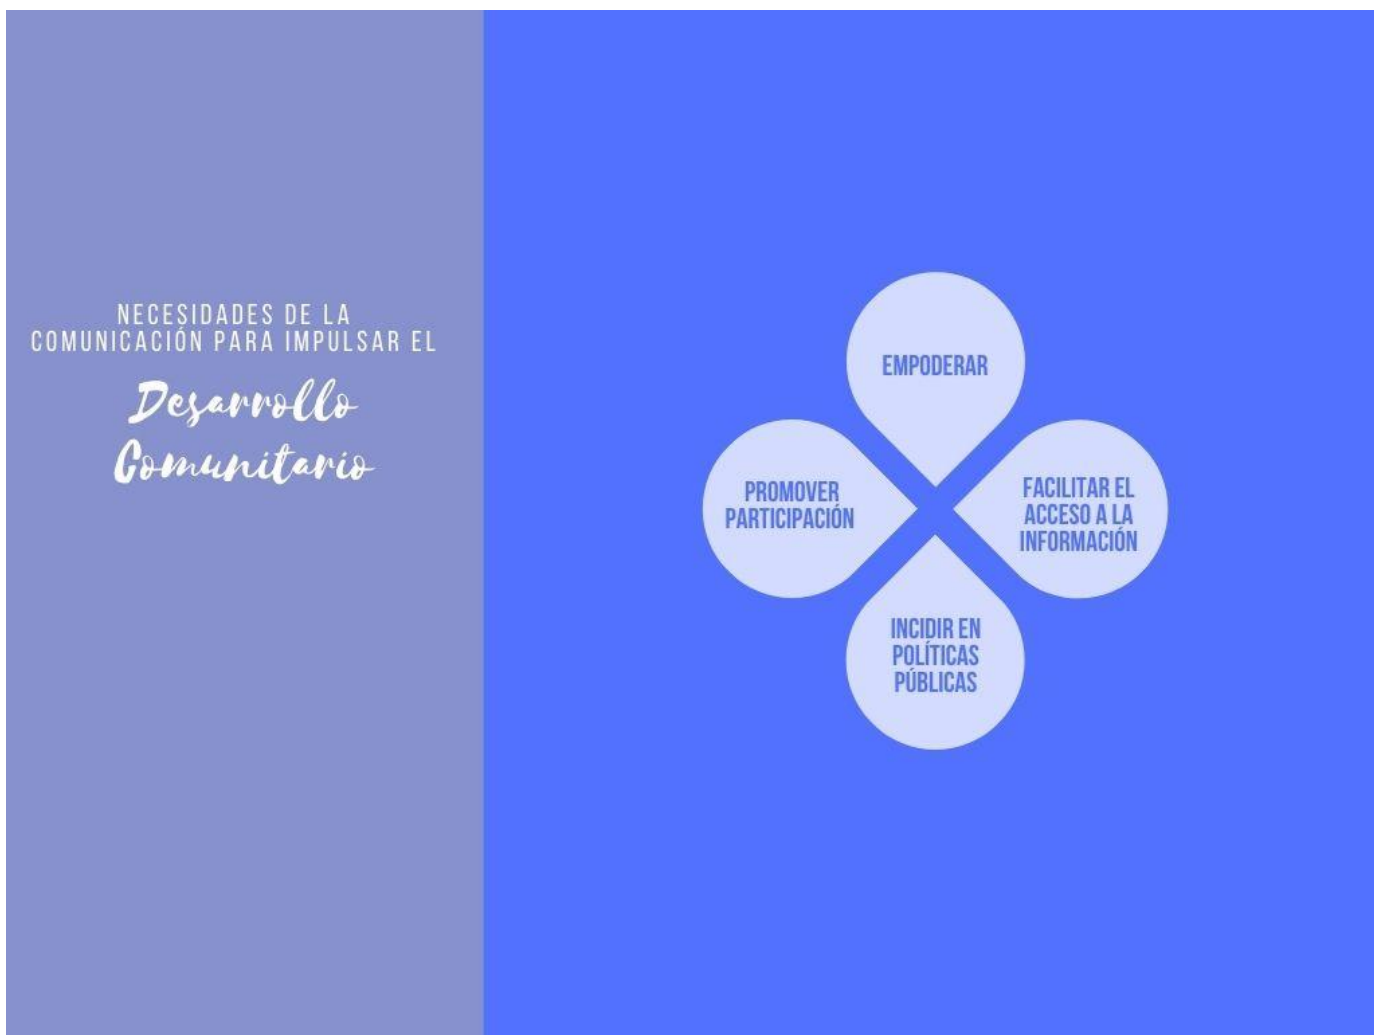 NECESIDADES DE LA
COMUNICACIÓN PARA IMPULSAR EL
Desarrollo
Comunitario
EMPODERAR
PROMOVER
PARTICIPACIÓN
FACILITAR EL
ACCESO A LA
INFORMACIÓN
INCIDIR EN
POLÍTICAS
PÚBLICAS